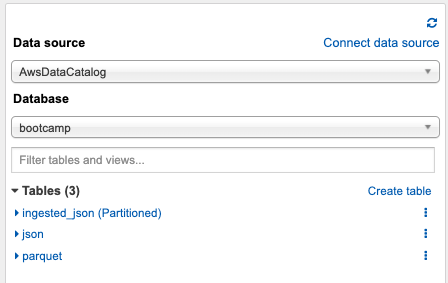 Data source
Connect data source
AwsDataCatalog
Database
bootcamp
Filter tables and views...
Tables (3)
Create table
ingested_json (Partitioned)
json
parquet